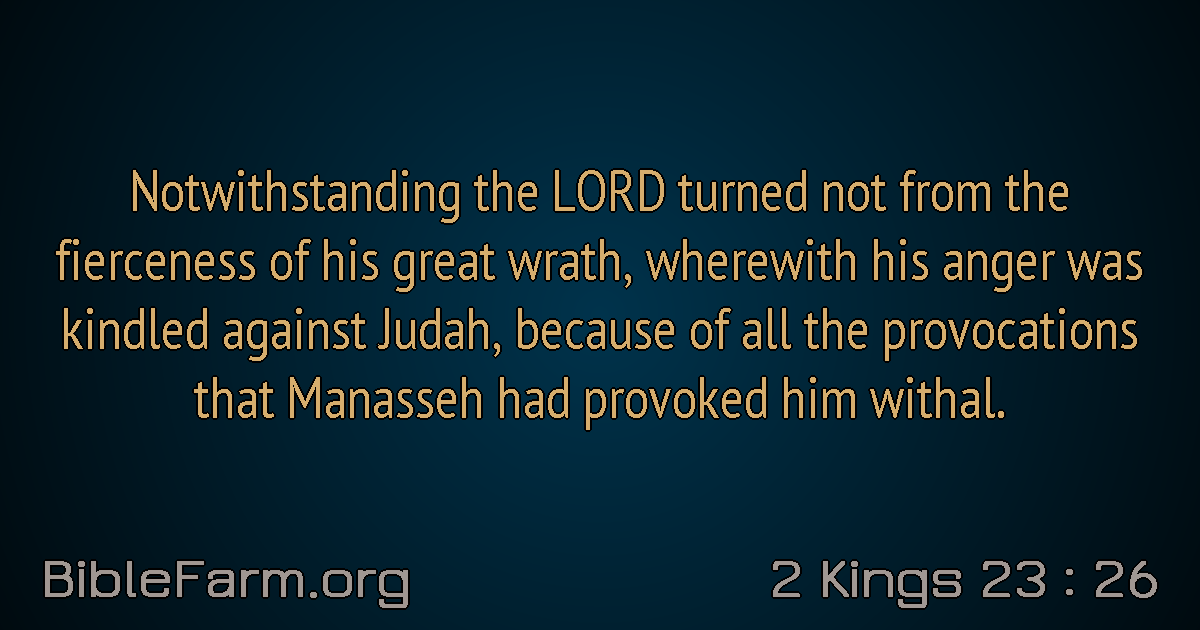 Notwithstanding the LORD turned not from the
fierceness of his great wrath, wherewith his anger was
kindled against Judah, because of all the provocations
that Manasseh had provoked him withal.
BibleFarm.org
2 Kings 23 : 26